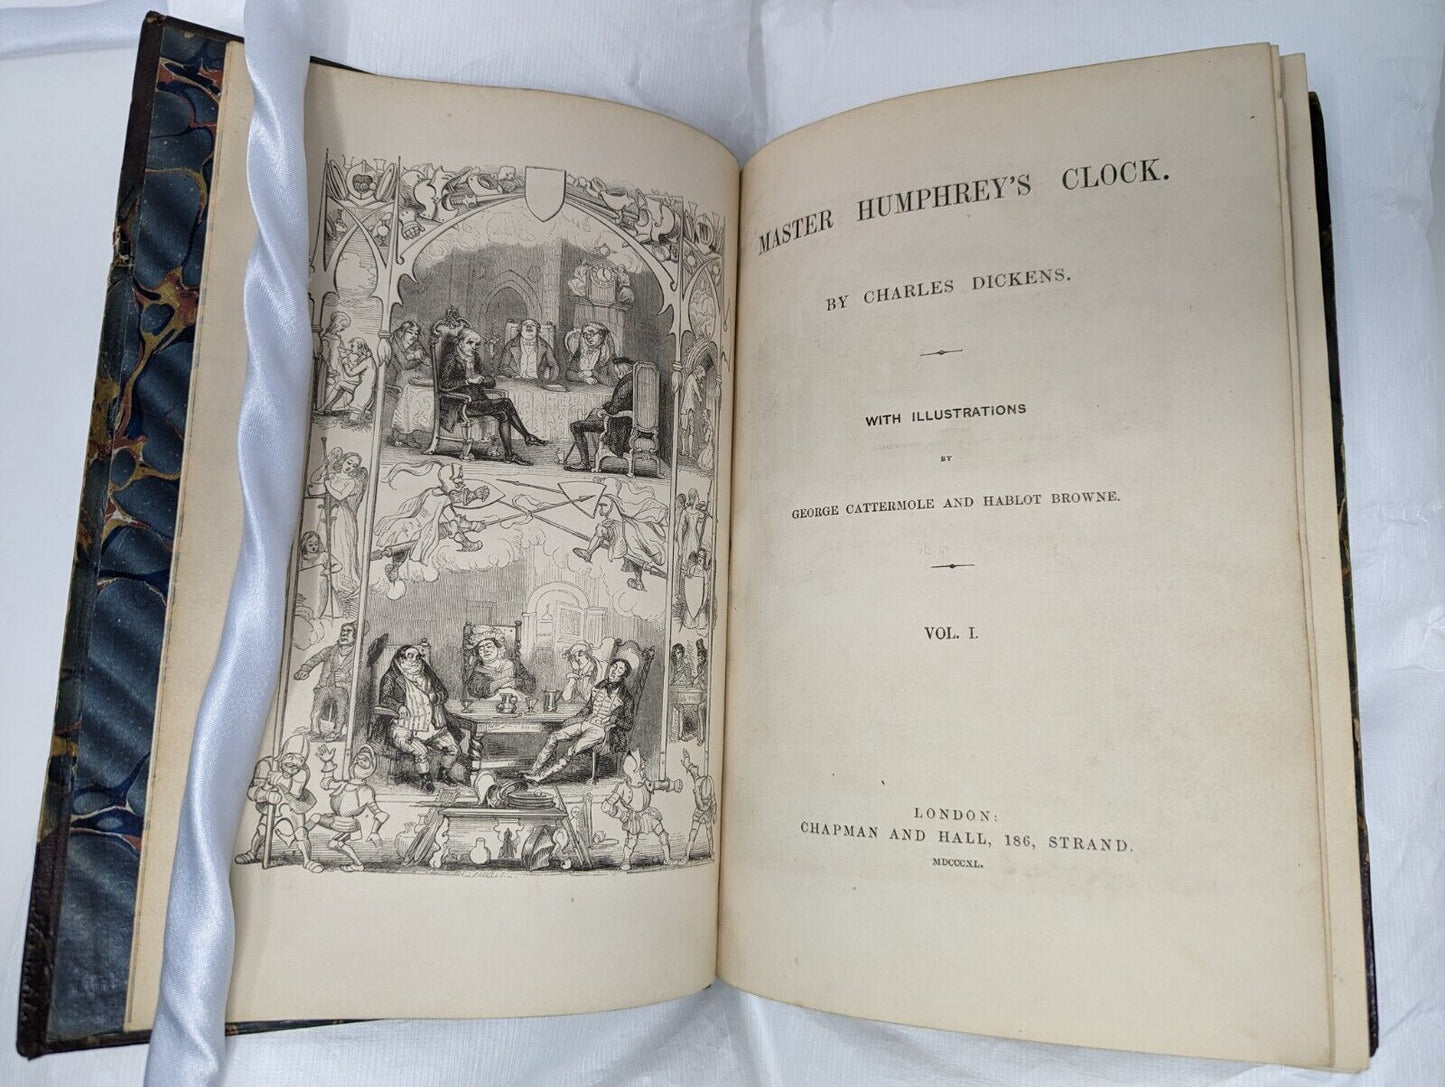 MASTER HUMPHREY'S CLOCK.
BY CHARLES DICKENS.
WITH ILLUSTRATIONS
BY
GEORGE CATTERMOLE AND HABLOT BROWNE.
VOL. I.
LONDON:
CHAPMAN AND HALL, 186, STRAND.
MDCCCXL.